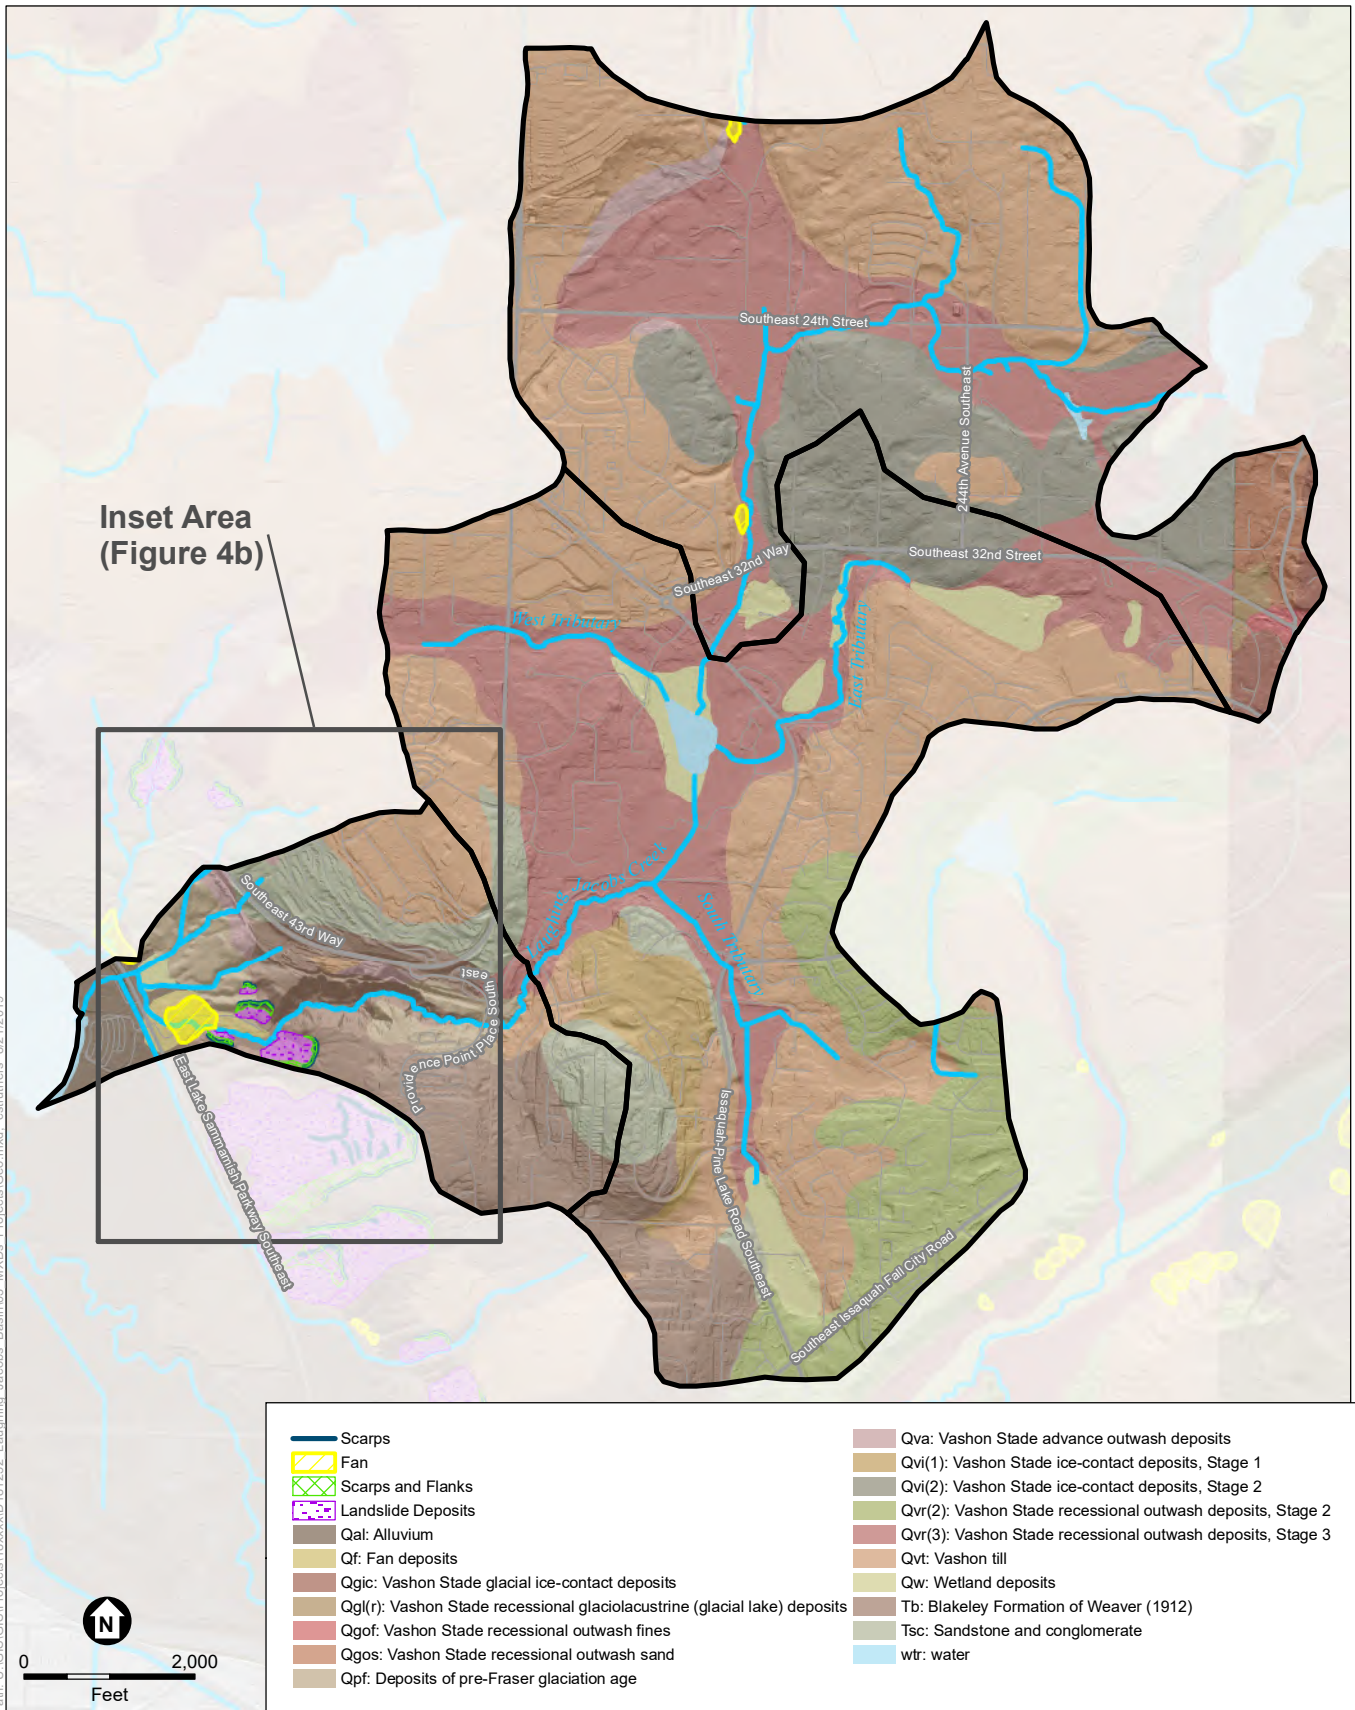 Southeast 24th Street
244th Avenue Southeast
Inset Area
(Figure 4b)
Southeast 32nd Way
Southeast 32nd Street
West Tributary
East Tributary
Laughing Jacobs Creek
South Tributary
Southeast 43rd Way
Providence Point Place Southeast
East Lake Sammamish Parkway Southeast
Issaquah-Pine Lake Road Southeast
Southeast Issaquah Fall City Road
N
0 2,000
Feet
Scarps
Fan
Scarps and Flanks
Landslide Deposits
Qal: Alluvium
Qf: Fan deposits
Qgic: Vashon Stade glacial ice-contact deposits
Qgl(r): Vashon Stade recessional glaciolacustrine (glacial lake) deposits
Qgof: Vashon Stade recessional outwash fines
Qgos: Vashon Stade recessional outwash sand
Qpf: Deposits of pre-Fraser glaciation age
Qva: Vashon Stade advance outwash deposits
Qvi(1): Vashon Stade ice-contact deposits, Stage 1
Qvi(2): Vashon Stade ice-contact deposits, Stage 2
Qvr(2): Vashon Stade recessional outwash deposits, Stage 2
Qvr(3): Vashon Stade recessional outwash deposits, Stage 3
Qvt: Vashon till
Qw: Wetland deposits
Tb: Blakeley Formation of Weaver (1912)
Tsc: Sandstone and conglomerate
wtr: water